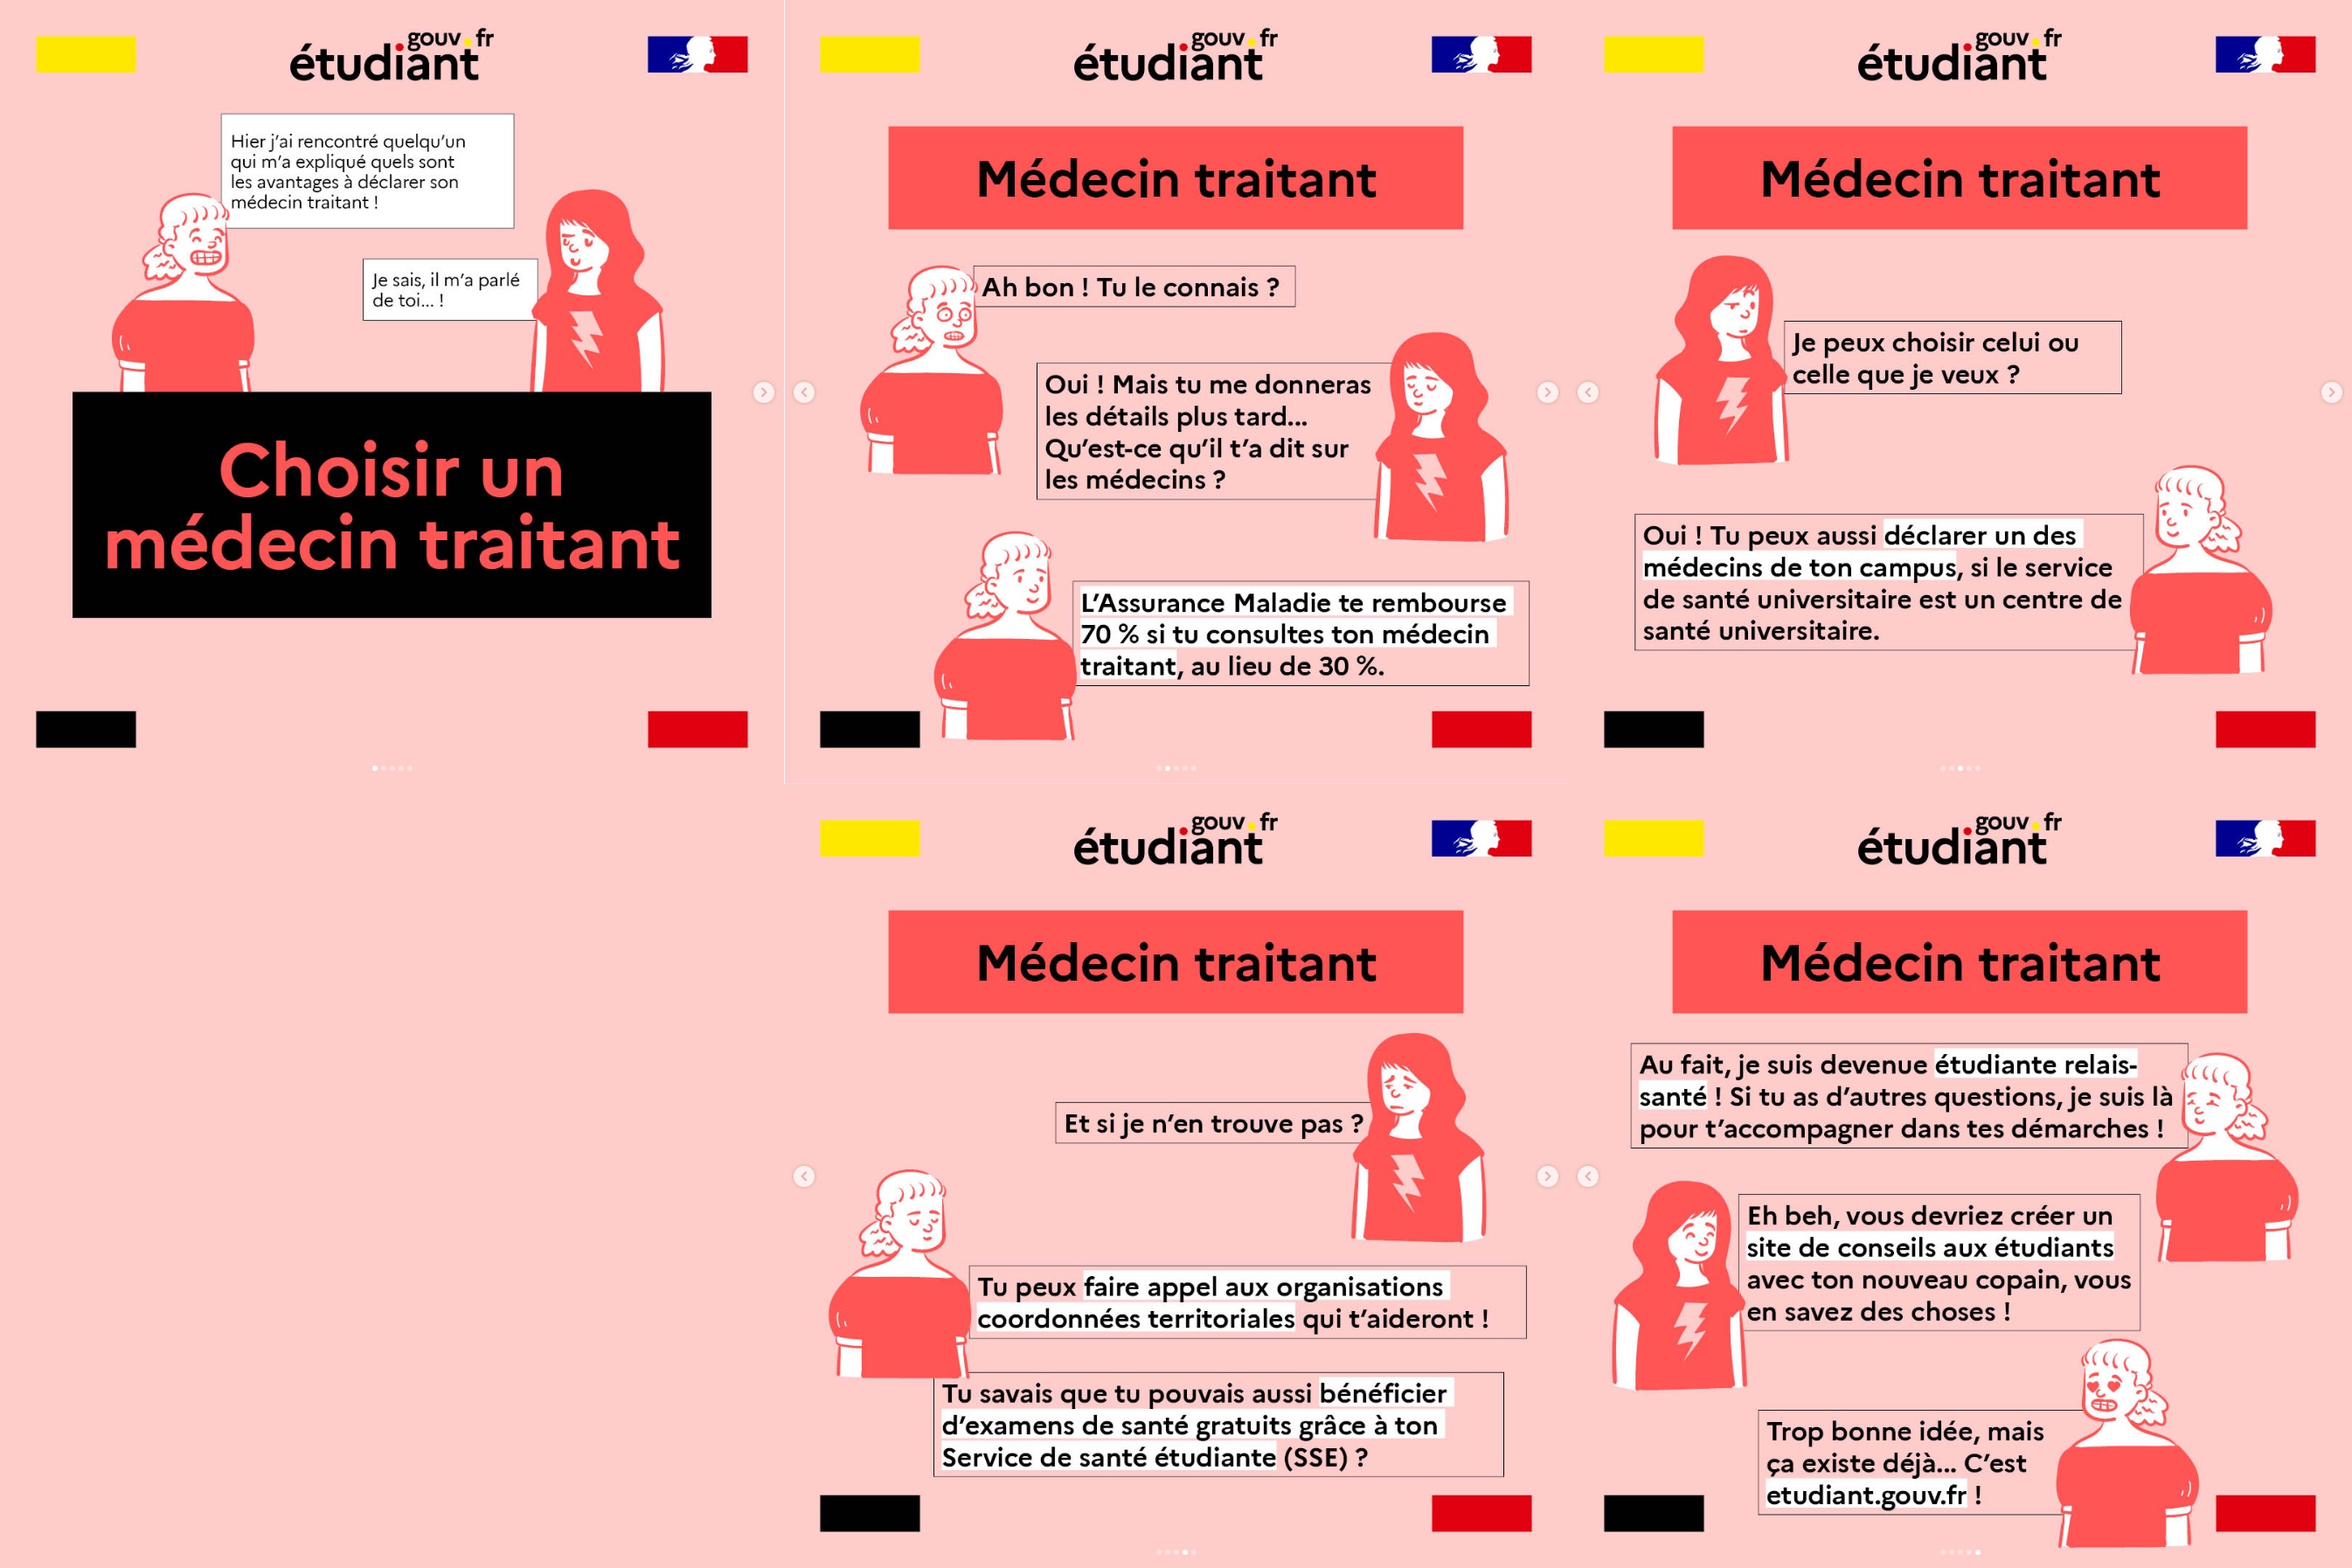 étudiant.gouv.fr
Hier j'ai rencontré quelqu'un
qui m'a expliqué quels sont
les avantages à déclarer son
médecin traitant !
Je sais, il m'a parlé
de toi... !
Choisir un
médecin traitant
étudiant.gouv.fr
Médecin traitant
Ah bon ! Tu le connais ?
Oui ! Mais tu me donneras
les détails plus tard...
Qu'est-ce qu'il t'a dit sur
les médecins ?
L'Assurance Maladie te rembourse
70 % si tu consultes ton médecin
traitant, au lieu de 30 %.
étudiant.gouv.fr
Médecin traitant
Je peux choisir celui ou
celle que je veux ?
Oui ! Tu peux aussi déclarer un des
médecins de ton campus, si le service
de santé universitaire est un centre de
santé universitaire.
étudiant.gouv.fr
Médecin traitant
Et si je n'en trouve pas ?
Tu peux faire appel aux organisations
coordonnées territoriales qui t'aideront !
Tu savais que tu pouvais aussi bénéficier
d'examens de santé gratuits grâce à ton
Service de santé étudiante (SSE) ?
étudiant.gouv.fr
Médecin traitant
Au fait, je suis devenue étudiante relais-
santé ! Si tu as d'autres questions, je suis là
pour t'accompagner dans tes démarches !
Eh beh, vous devriez créer un
site de conseils aux étudiants
avec ton nouveau copain, vous
en savez des choses !
Trop bonne idée, mais
ça existe déjà... C'est
etudiant.gouv.fr !